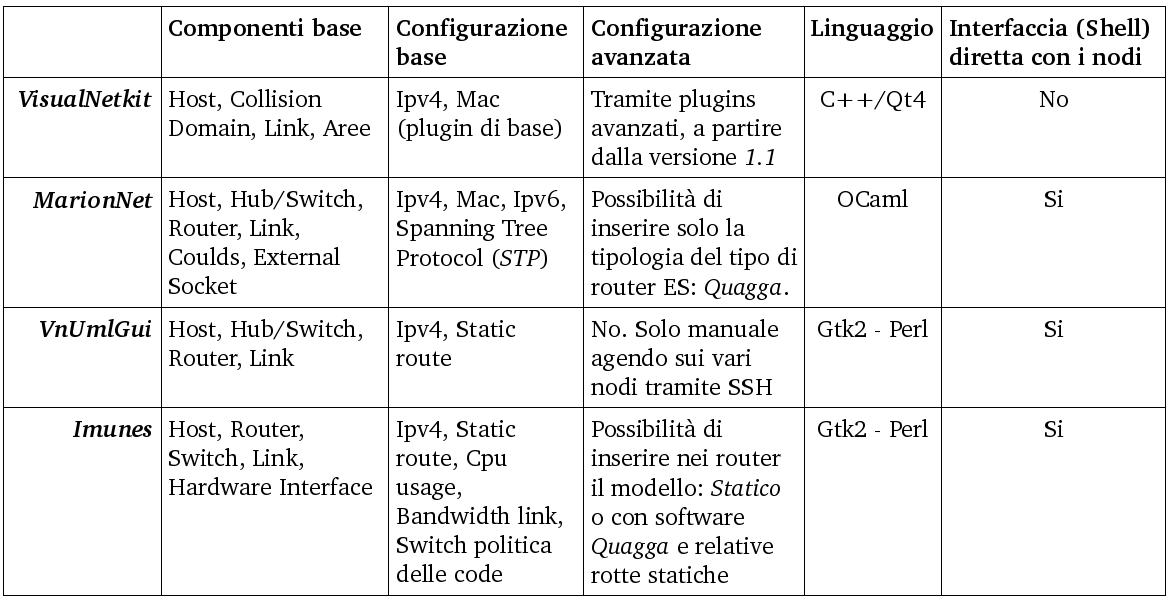 Componenti base
Configurazione
base
Configurazione
avanzata
Linguaggio
Interfaccia (Shell)
diretta con i nodi
VisualNetkit
Host, Collision
Domain, Link, Aree
Ipv4, Mac
(plugin di base)
Tramite plugins
avanzati, a partire
dalla versione 1.1
C++/Qt4
No
MarionNet
Host, Hub/Switch,
Router, Link,
Coulds, External
Socket
Ipv4, Mac, Ipv6,
Spanning Tree
Protocol (STP)
Possibilità di
inserire solo la
tipologia del tipo di
router ES: Quagga.
OCaml
Si
VnUmlGui
Host, Hub/Switch,
Router, Link
Ipv4, Static
route
No. Solo manuale
agendo sui vari
nodi tramite SSH
Gtk2 - Perl
Si
Imunes
Host, Router,
Switch, Link,
Hardware Interface
Ipv4, Static
route, Cpu
usage,
Bandwidth link,
Switch politica
delle code
Possibilità di
inserire nei router
il modello: Statico
o con software
Quagga e relative
rotte statiche
Gtk2 - Perl
Si